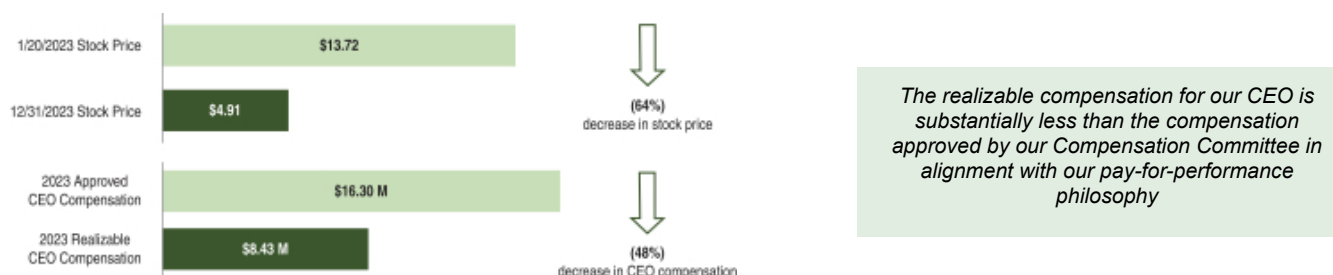 1/20/2023 Stock Price
$13.72
12/31/2023 Stock Price
$4.91
(64%)
decrease in stock price
2023 Approved
CEO Compensation
$16.30 M
2023 Realizable
CEO Compensation
$8.43 M
(48%)
decrease in CEO compensation
The realizable compensation for our CEO is
substantially less than the compensation
approved by our Compensation Committee in
alignment with our pay-for-performance
philosophy